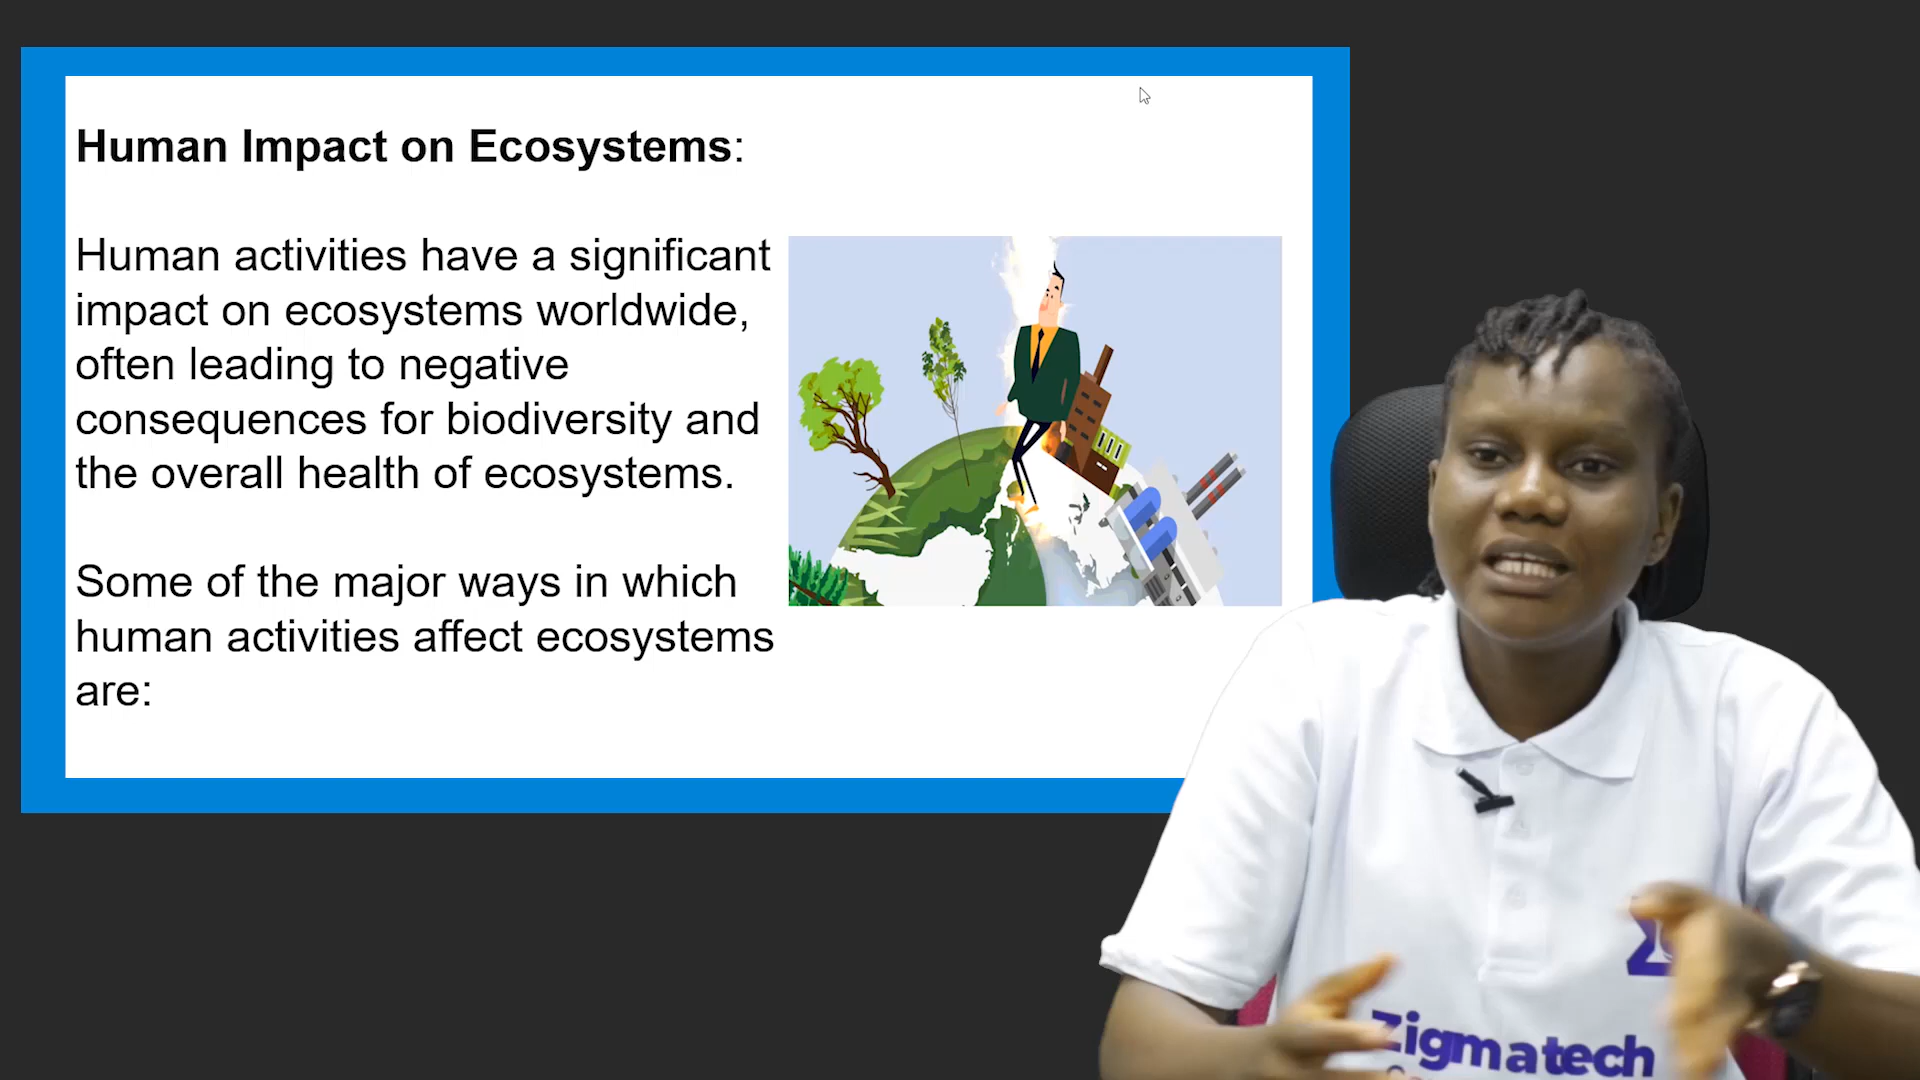 Human Impact on Ecosystems:
Human activities have a significant
impact on ecosystems worldwide,
often leading to negative
consequences for biodiversity and
the overall health of ecosystems.
Some of the major ways in which
human activities affect ecosystems
are:
Zigmatech